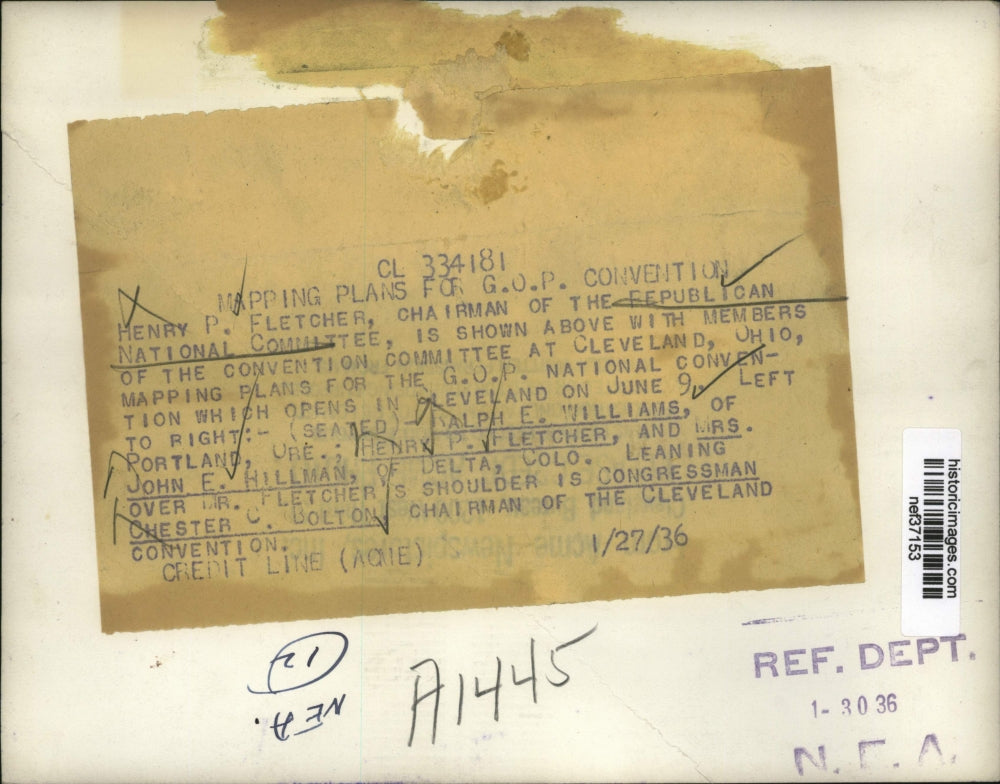 CL 334181
MAPPING PLANS FOR G.O.P. CONVENTION
HENRY P. FLETCHER, CHAIRMAN OF THE REPUBLICAN
NATIONAL COMMITTEE, IS SHOWN ABOVE WITH MEMBERS
OF THE CONVENTION COMMITTEE AT CLEVELAND, OHIO,
MAPPING PLANS FOR THE G.O.P. NATIONAL CONVEN-
TION WHICH OPENS IN CLEVELAND ON JUNE 9. LEFT
TO RIGHT:- (SEATED)- RALPH E. WILLIAMS, OF
PORTLAND, ORE.; HENRY P. FLETCHER, AND MRS.
JOHN E. HILLMAN, OF DELTA, COLO. LEANING
OVER MR. FLETCHER'S SHOULDER IS CONGRESSMAN
CHESTER C. BOLTON, CHAIRMAN OF THE CLEVELAND
CONVENTION.
CREDIT LINE (ACME) 1/27/36
historicimages.com
nef37153
12
NEA.
A1445
REF. DEPT.
1-30 36
N. E. A.